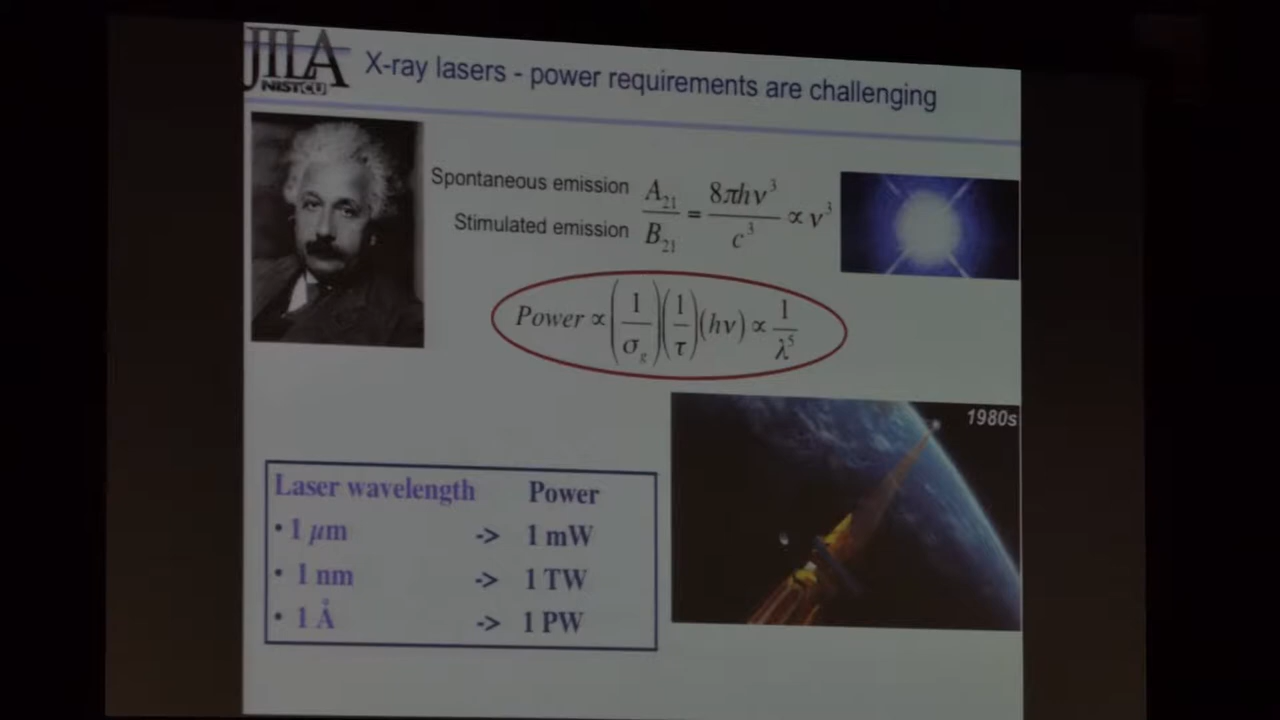 JILA
NIST CU
X-ray lasers - power requirements are challenging
Spontaneous emission A₂₁
Stimulated emission B₂₁
= 8πhν³ / c³ ∝ ν³
Power ∝ (1/σg)(1/τ)(hν) ∝ 1/λ⁵
1980s
Laser wavelength Power
• 1 μm -> 1 mW
• 1 nm -> 1 TW
• 1 Å -> 1 PW